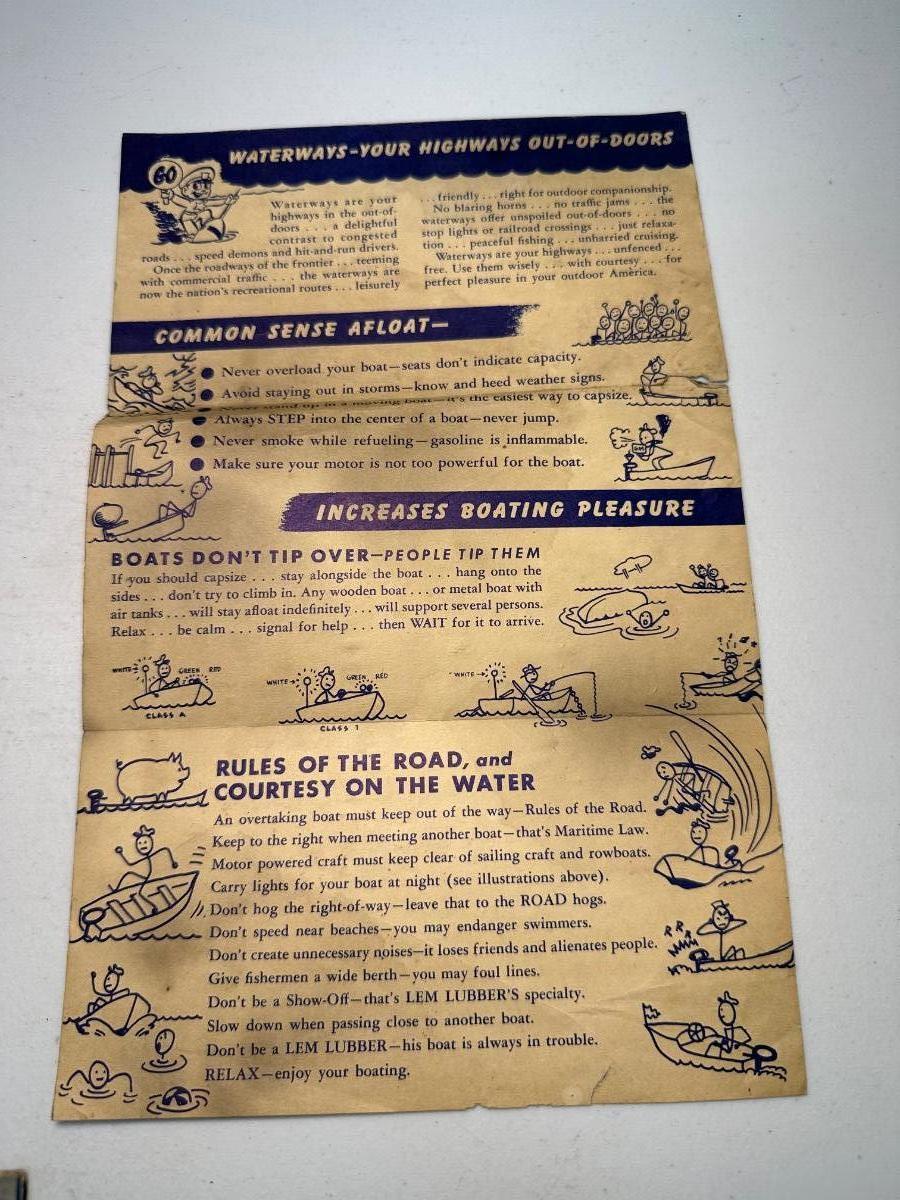 GO
WATERWAYS-YOUR HIGHWAYS OUT-OF-DOORS
Waterways are your
highways in the out-of-
doors . . . a delightful
contrast to congested
roads . . . speed demons and hit-and-run drivers.
Once the roadways of the frontier . . . teeming
with commercial traffic . . . the waterways are
now the nation's recreational routes . . . leisurely
. . . friendly . . . right for outdoor companionship.
No blaring horns . . . no traffic jams . . . the
waterways offer unspoiled out-of-doors . . . no
stop lights or railroad crossings . . . just relaxa-
tion . . . peaceful fishing . . . unharried cruising.
Waterways are your highways . . . unfenced . . .
free. Use them wisely . . . with courtesy . . . for
perfect pleasure in your outdoor America.
COMMON SENSE AFLOAT—
● Never overload your boat—seats don't indicate capacity.
● Avoid staying out in storms—know and heed weather signs.
● Never stand up in a moving boat—it's the easiest way to capsize.
● Always STEP into the center of a boat—never jump.
● Never smoke while refueling—gasoline is inflammable.
● Make sure your motor is not too powerful for the boat.
INCREASES BOATING PLEASURE
BOATS DON'T TIP OVER—PEOPLE TIP THEM
If you should capsize . . . stay alongside the boat . . . hang onto the
sides . . . don't try to climb in. Any wooden boat . . . or metal boat with
air tanks . . . will stay afloat indefinitely . . . will support several persons.
Relax . . . be calm . . . signal for help . . . then WAIT for it to arrive.
WHITE GREEN RED
CLASS A
WHITE GREEN RED
CLASS 1
WHITE
RULES OF THE ROAD, and
COURTESY ON THE WATER
An overtaking boat must keep out of the way—Rules of the Road.
Keep to the right when meeting another boat—that's Maritime Law.
Motor powered craft must keep clear of sailing craft and rowboats.
Carry lights for your boat at night (see illustrations above).
Don't hog the right-of-way—leave that to the ROAD hogs.
Don't speed near beaches—you may endanger swimmers.
Don't create unnecessary noises—it loses friends and alienates people.
Give fishermen a wide berth—you may foul lines.
Don't be a Show-Off—that's LEM LUBBER'S specialty.
Slow down when passing close to another boat.
Don't be a LEM LUBBER—his boat is always in trouble.
RELAX—enjoy your boating.